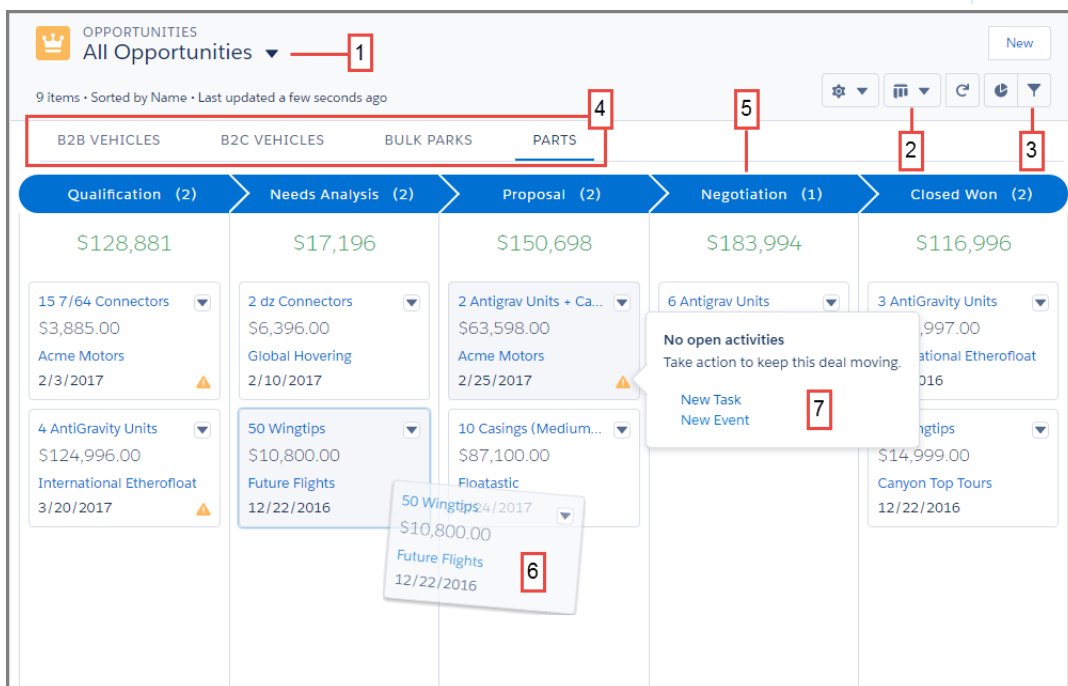 OPPORTUNITIES
All Opportunities
1
New
9 items • Sorted by Name • Last updated a few seconds ago
4
5
2
3
B2B VEHICLES B2C VEHICLES BULK PARKS PARTS
Qualification (2) Needs Analysis (2) Proposal (2) Negotiation (1) Closed Won (2)
$128,881 $17,196 $150,698 $183,994 $116,996
15 7/64 Connectors
$3,885.00
Acme Motors
2/3/2017
4 AntiGravity Units
$124,996.00
International Etherofloat
3/20/2017
2 dz Connectors
$6,396.00
Global Hovering
2/10/2017
50 Wingtips
$10,800.00
Future Flights
12/22/2016
2 Antigrav Units + Ca...
$63,598.00
Acme Motors
2/25/2017
10 Casings (Medium...
$87,100.00
Floatastic
24/2017
50 Wingtips
$10,800.00
Future Flights
12/22/2016
6
6 Antigrav Units
No open activities
Take action to keep this deal moving.
New Task
New Event
7
3 AntiGravity Units
,997.00
ational Etherofloat
016
ngtips
$14,999.00
Canyon Top Tours
12/22/2016